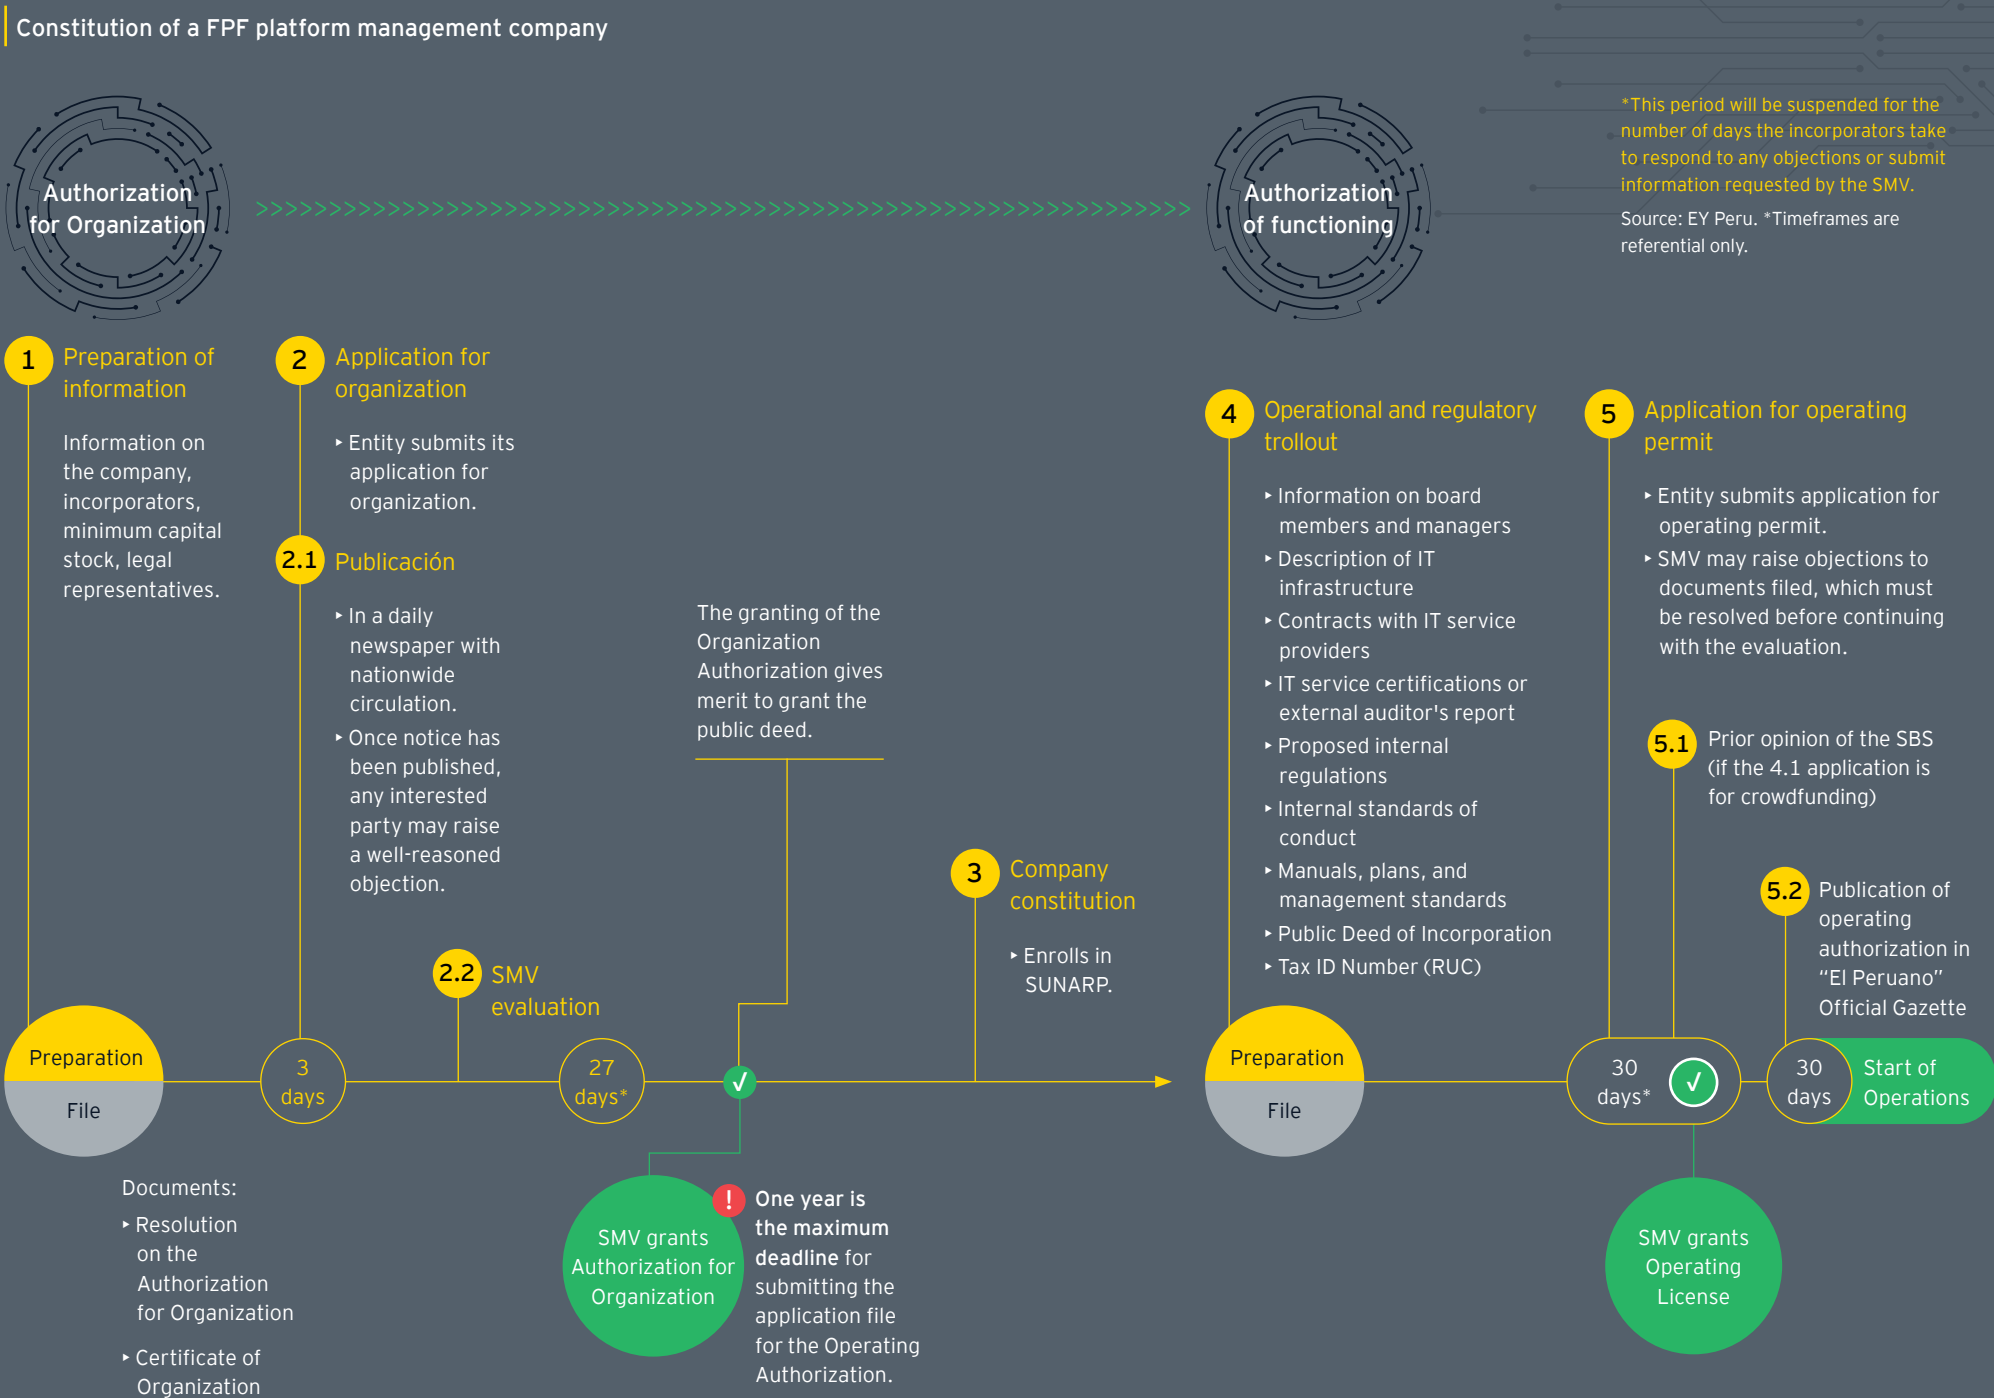 Constitution of a FPF platform management company
Authorization
for Organization
>>>>>>>>>>>>>>>>>>>>>>>>>>>>>>>>>>>>>>>>>>>>>>>>>>>>>>>>>>>>>>>>
Authorization
of functioning
*This period will be suspended for the
number of days the incorporators take
to respond to any objections or submit
information requested by the SMV.
Source: EY Peru. *Timeframes are
referential only.
1
Preparation of
information
Information on
the company,
incorporators,
minimum capital
stock, legal
representatives.
2
Application for
organization
‣ Entity submits its
application for
organization.
2.1
Publicación
‣ In a daily
newspaper with
nationwide
circulation.
‣ Once notice has
been published,
any interested
party may raise
a well-reasoned
objection.
2.2
SMV
evaluation
The granting of the
Organization
Authorization gives
merit to grant the
public deed.
3
Company
constitution
‣ Enrolls in
SUNARP.
4
Operational and regulatory
trollout
‣ Information on board
members and managers
‣ Description of IT
infrastructure
‣ Contracts with IT service
providers
‣ IT service certifications or
external auditor's report
‣ Proposed internal
regulations
‣ Internal standards of
conduct
‣ Manuals, plans, and
management standards
‣ Public Deed of Incorporation
‣ Tax ID Number (RUC)
5
Application for operating
permit
‣ Entity submits application for
operating permit.
‣ SMV may raise objections to
documents filed, which must
be resolved before continuing
with the evaluation.
5.1
Prior opinion of the SBS
(if the 4.1 application is
for crowdfunding)
5.2
Publication of
operating
authorization in
“El Peruano”
Official Gazette
Preparation
File
3
days
27
days*
√
Preparation
File
30
days*
√
30
days
Start of
Operations
Documents:
‣ Resolution
on the
Authorization
for Organization
‣ Certificate of
Organization
SMV grants
Authorization for
Organization
!
One year is
the maximum
deadline for
submitting the
application file
for the Operating
Authorization.
SMV grants
Operating
License